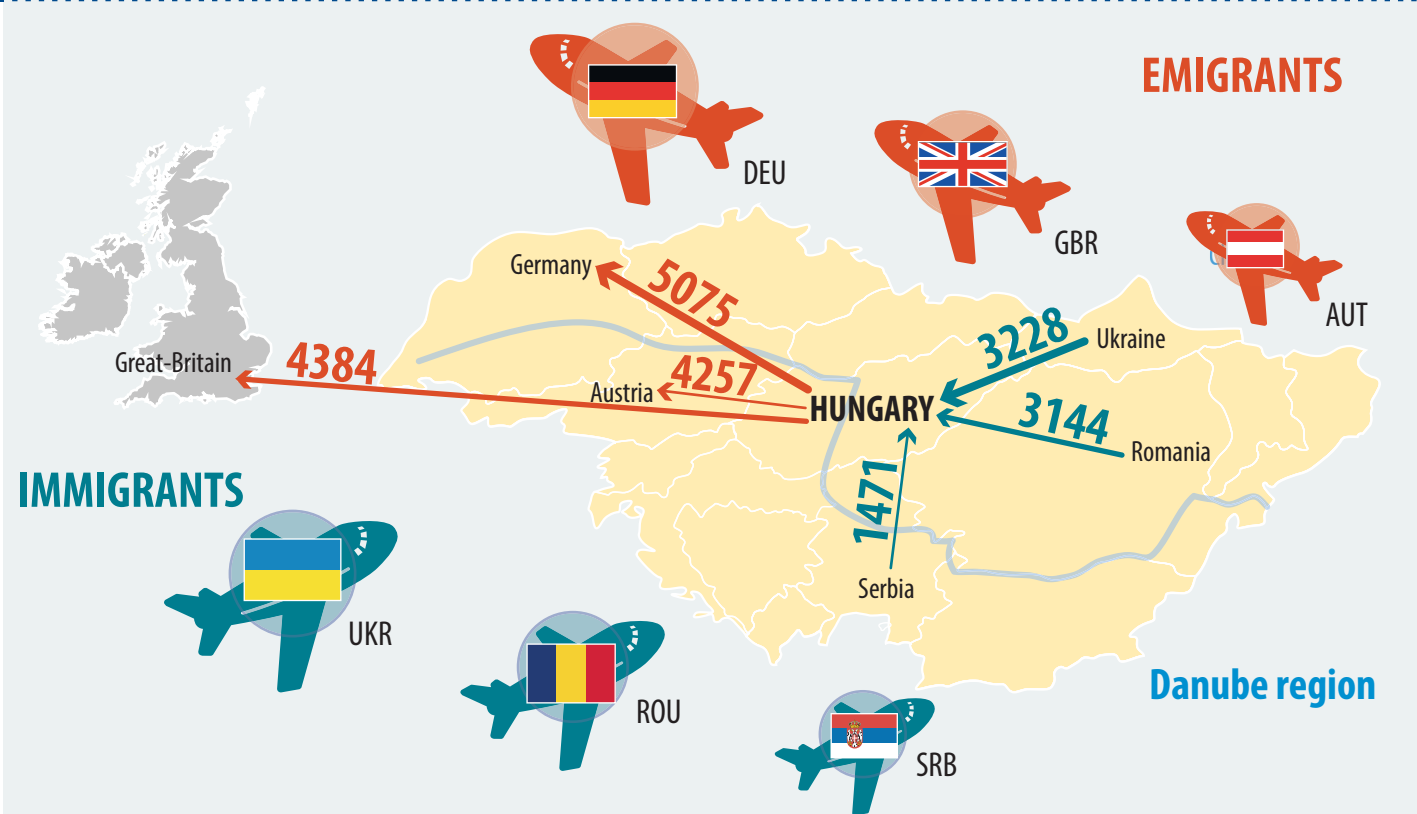 EMIGRANTS
DEU
GBR
AUT
Germany
5075
3228
Ukraine
Great-Britain
4384
Austria
4257
HUNGARY
3144
Romania
IMMIGRANTS
1471
Serbia
UKR
ROU
SRB
Danube region